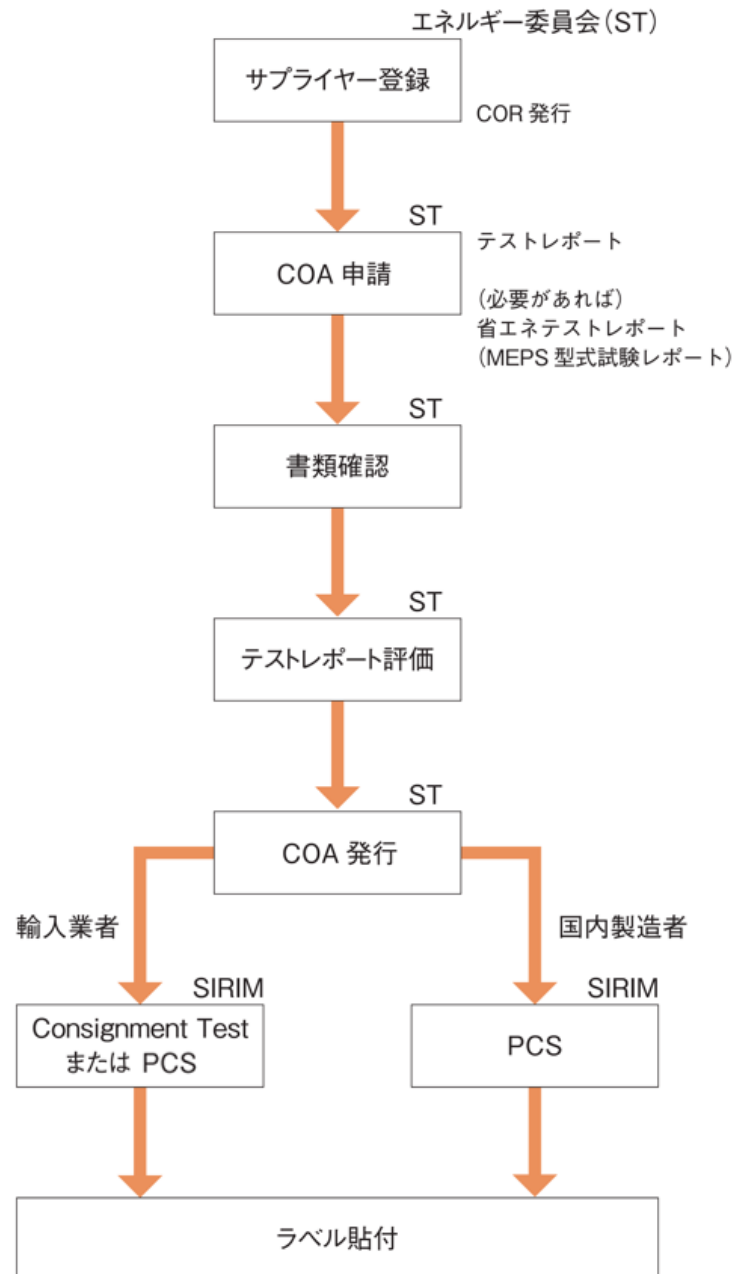 エネルギー委員会（ST）
サプライヤー登録
COR 発行
ST
COA 申請
テストレポート
（必要があれば）
省エネテストレポート
（MEPS 型式試験レポート）
ST
書類確認
ST
テストレポート評価
ST
COA 発行
輸入業者
国内製造者
SIRIM
SIRIM
Consignment Test
または PCS
PCS
ラベル貼付